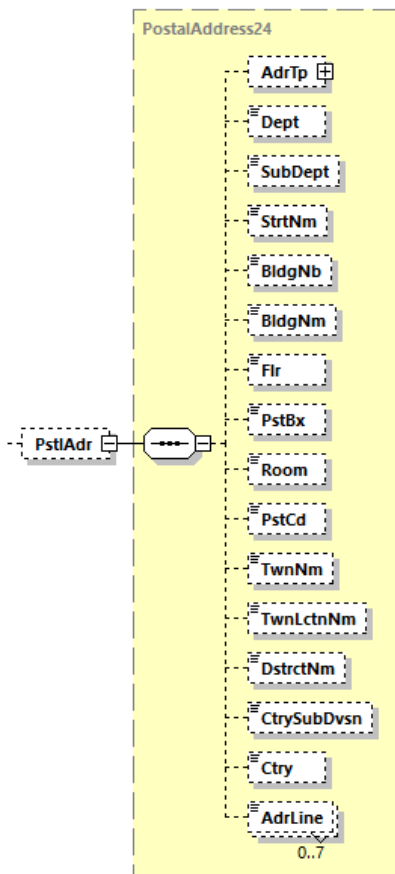 PostalAddress24
AdrTp
Dept
SubDept
StrtNm
BldgNb
BldgNm
Flr
PstBx
PstlAdr
Room
PstCd
TwnNm
TwnLctnNm
DstrctNm
CtrySubDvsn
Ctry
AdrLine
0..7